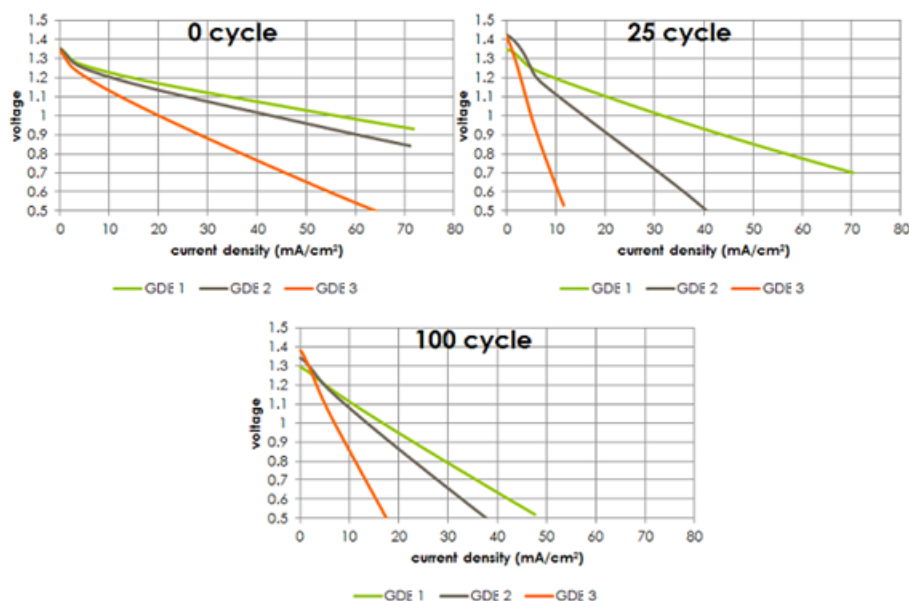 0 cycle
1.5
1.4
1.3
1.2
1.1
1
0.9
0.8
0.7
0.6
0.5
voltage
0 10 20 30 40 50 60 70 80
current density (mA/cm²)
GDE 1 GDE 2 GDE 3
25 cycle
1.5
1.4
1.3
1.2
1.1
1
0.9
0.8
0.7
0.6
0.5
voltage
0 10 20 30 40 50 60 70 80
current density (mA/cm²)
GDE 1 GDE 2 GDE 3
100 cycle
1.5
1.4
1.3
1.2
1.1
1
0.9
0.8
0.7
0.6
0.5
voltage
0 10 20 30 40 50 60 70 80
current density (mA/cm²)
GDE 1 GDE 2 GDE 3